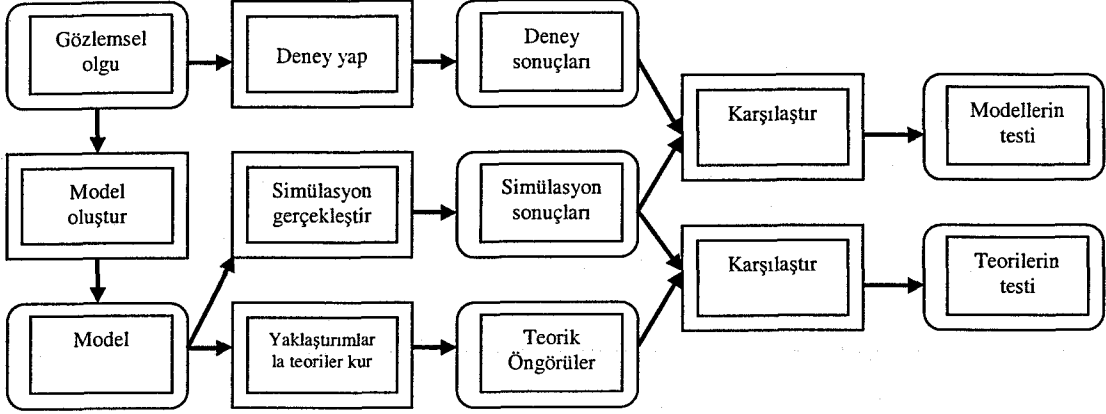 Gözlemsel
olgu
Deney yap
Deney
sonuçları
Karşılaştır
Modellerin
testi
Model
oluştur
Simülasyon
gerçekleştir
Simülasyon
sonuçları
Karşılaştır
Teorilerin
testi
Model
Yaklaştırımlar
la teoriler kur
Teorik
Öngörüler